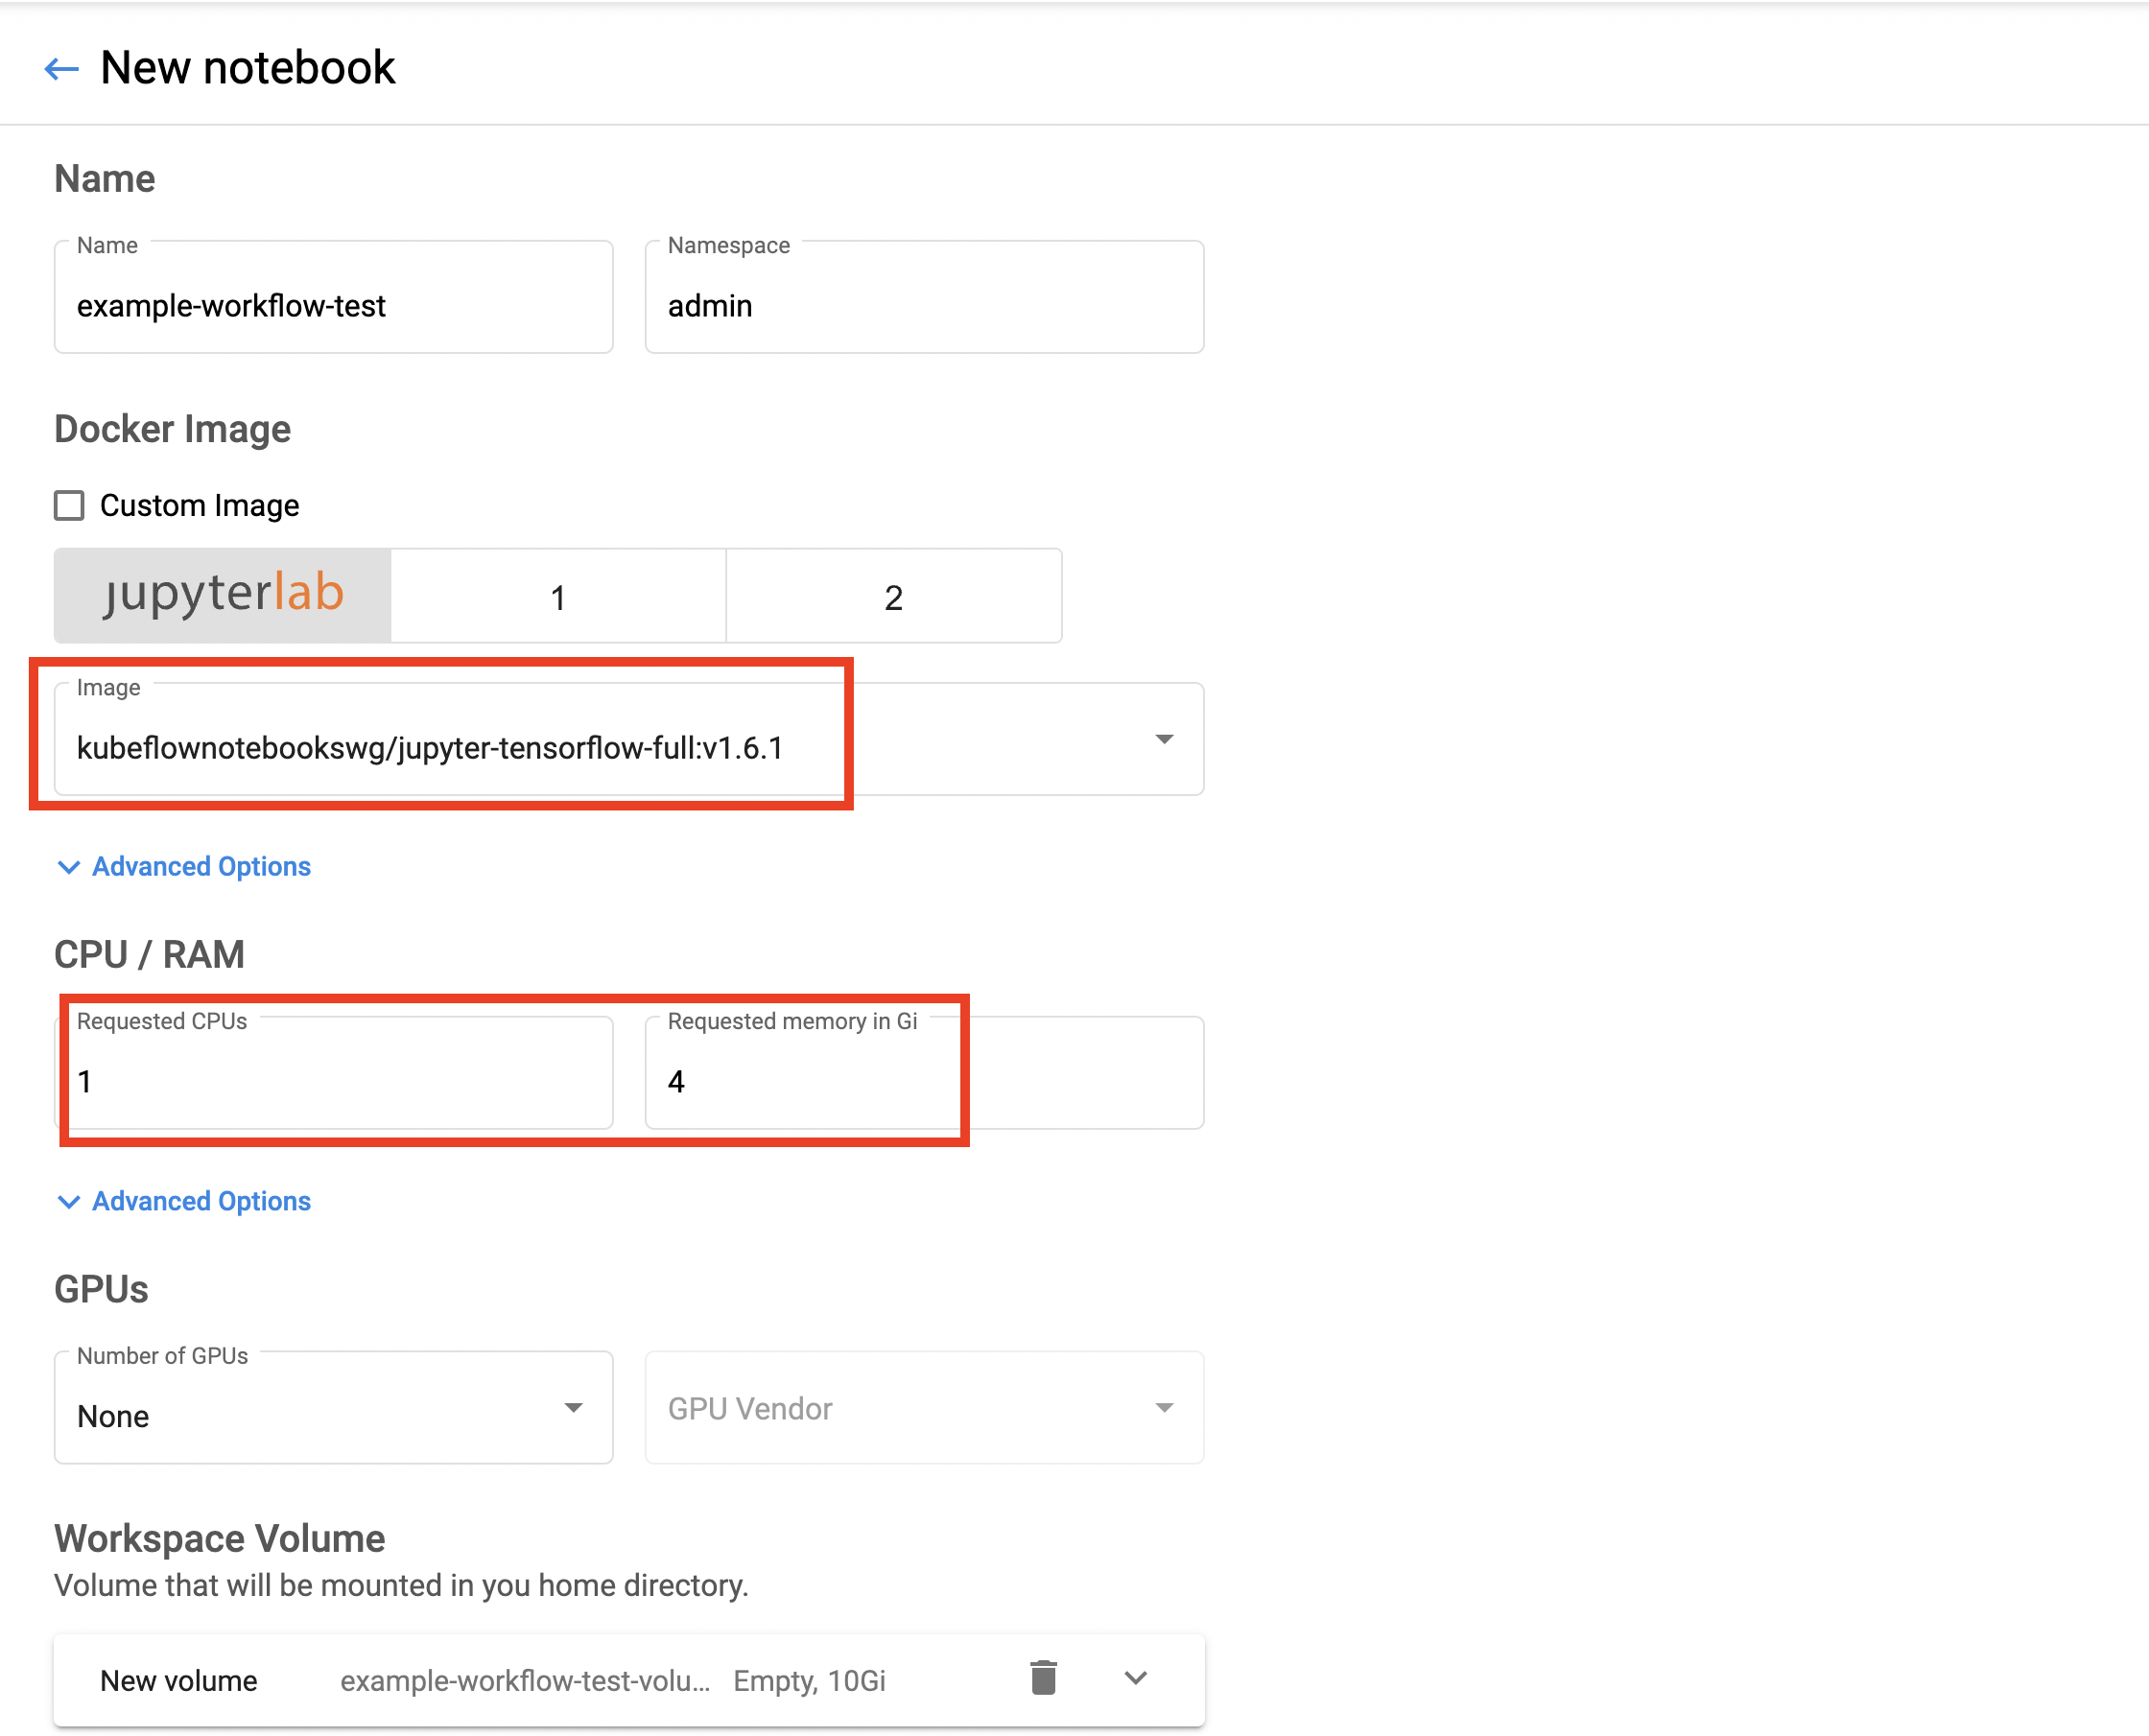 New notebook
Name
Name
Namespace
example-workflow-test
admin
Docker Image
Custom Image
jupyterlab
1
2
Image
kubeflownotebookswg/jupyter-tensorflow-full:v1.6.1
Advanced Options
CPU / RAM
Requested CPUs
Requested memory in Gi
1
4
Advanced Options
GPUs
Number of GPUs
None
GPU Vendor
Workspace Volume
Volume that will be mounted in you home directory.
New volume example-workflow-test-volu... Empty, 10Gi